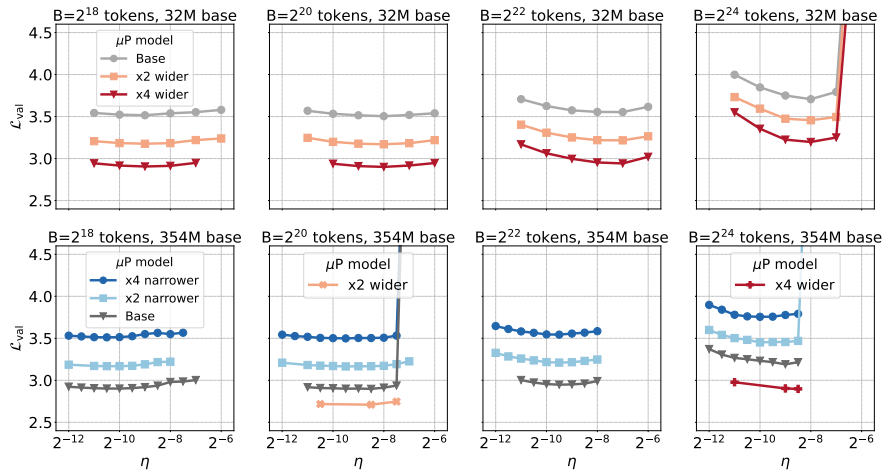 B=2^18 tokens, 32M base
B=2^20 tokens, 32M base
B=2^22 tokens, 32M base
B=2^24 tokens, 32M base
4.5
4.0
3.5
3.0
2.5
L_val
μP model
Base
x2 wider
x4 wider
B=2^18 tokens, 354M base
B=2^20 tokens, 354M base
B=2^22 tokens, 354M base
B=2^24 tokens, 354M base
4.5
4.0
3.5
3.0
2.5
L_val
μP model
x4 narrower
x2 narrower
Base
μP model
x2 wider
μP model
x4 wider
2^−12 2^−10 2^−8 2^−6
2^−12 2^−10 2^−8 2^−6
2^−12 2^−10 2^−8 2^−6
2^−12 2^−10 2^−8 2^−6
η
η
η
η